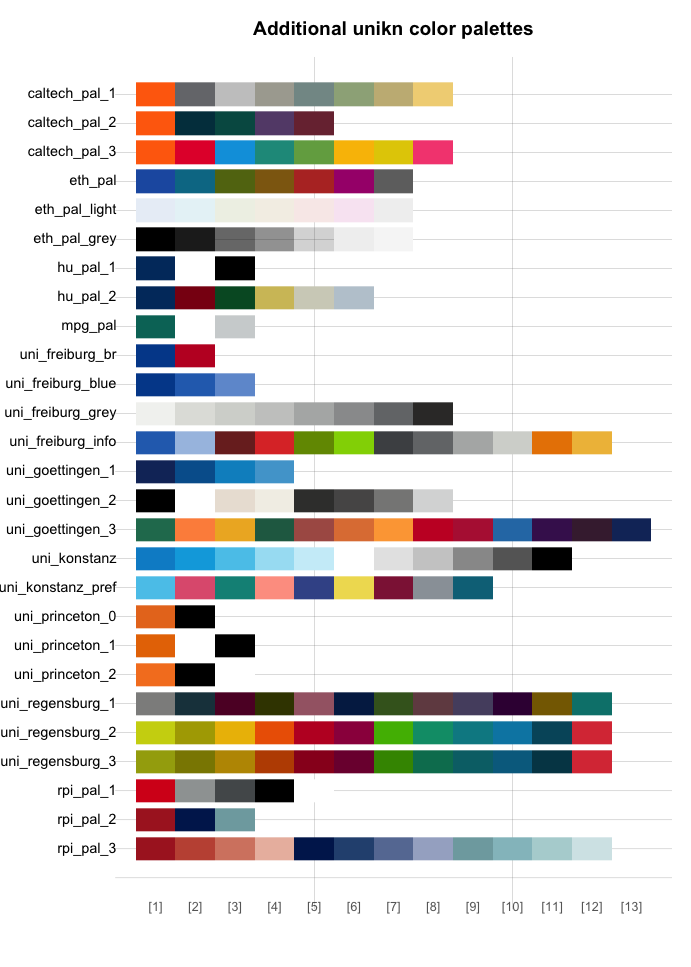 Additional unikn color palettes
caltech_pal_1
caltech_pal_2
caltech_pal_3
eth_pal
eth_pal_light
eth_pal_grey
hu_pal_1
hu_pal_2
mpg_pal
uni_freiburg_br
uni_freiburg_blue
uni_freiburg_grey
uni_freiburg_info
uni_goettingen_1
uni_goettingen_2
uni_goettingen_3
uni_konstanz
uni_konstanz_pref
uni_princeton_0
uni_princeton_1
uni_princeton_2
uni_regensburg_1
uni_regensburg_2
uni_regensburg_3
rpi_pal_1
rpi_pal_2
rpi_pal_3
[1] [2] [3] [4] [5] [6] [7] [8] [9] [10] [11] [12] [13]